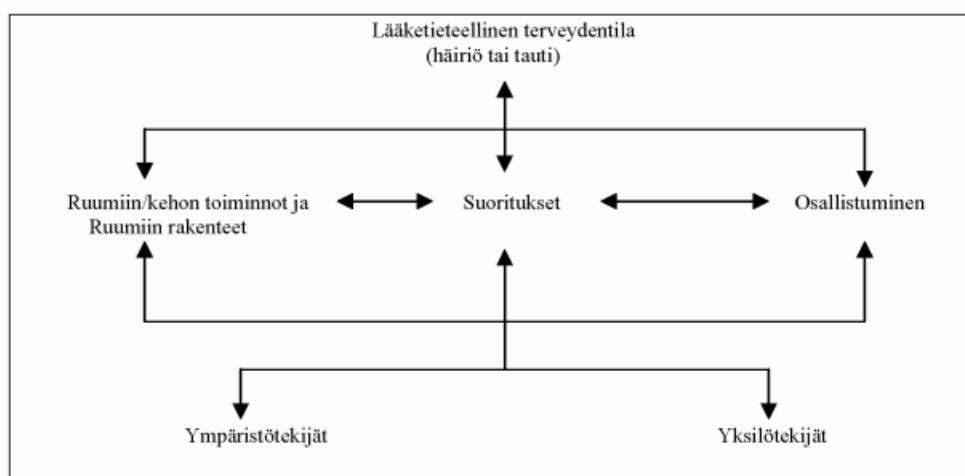 Lääketieteellinen terveydentila
(häiriö tai tauti)
Ruumiin/kehon toiminnot ja
Ruumiin rakenteet
Suoritukset
Osallistuminen
Ympäristötekijät
Yksilötekijät